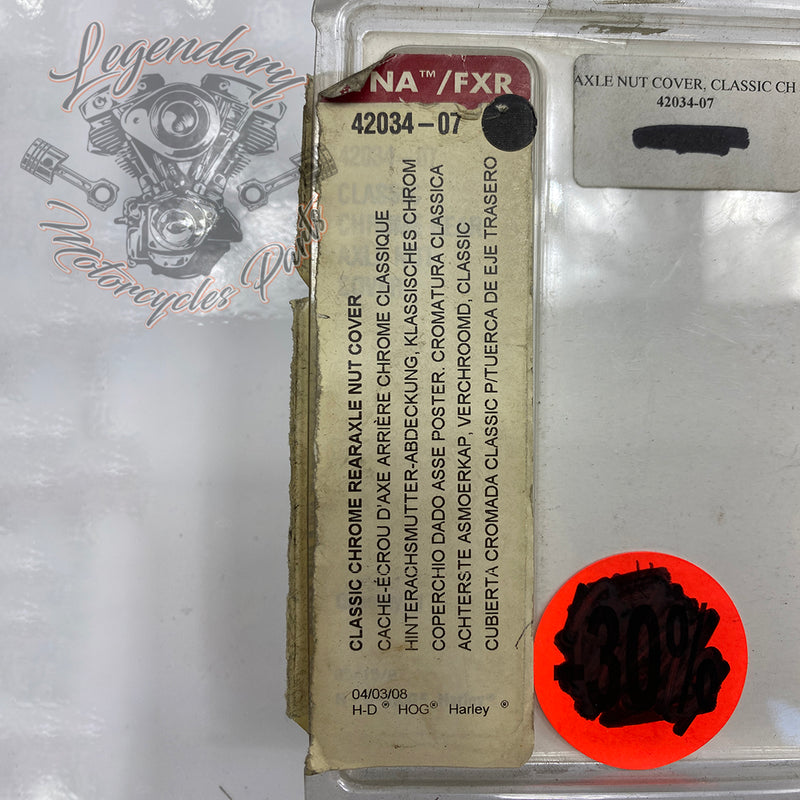 Legendary
Motorcycles Parts
NA™/FXR
42034-07
CLASSIC CHROME REARAXLE NUT COVER
CACHE-ÉCROU D'AXE ARRIÈRE CHROME CLASSIQUE
HINTERACHSMUTTER-ABDECKUNG, KLASSISCHES CHROM
COPERCHIO DADO ASSE POSTER. CROMATURA CLASSICA
ACHTERSTE ASMOERKAP, VERCHROOMD, CLASSIC
CUBIERTA CROMADA CLASSIC P/TUERCA DE EJE TRASERO
04/03/08
H-D® HOG® Harley ®
AXLE NUT COVER, CLASSIC CH
42034-07
-30%